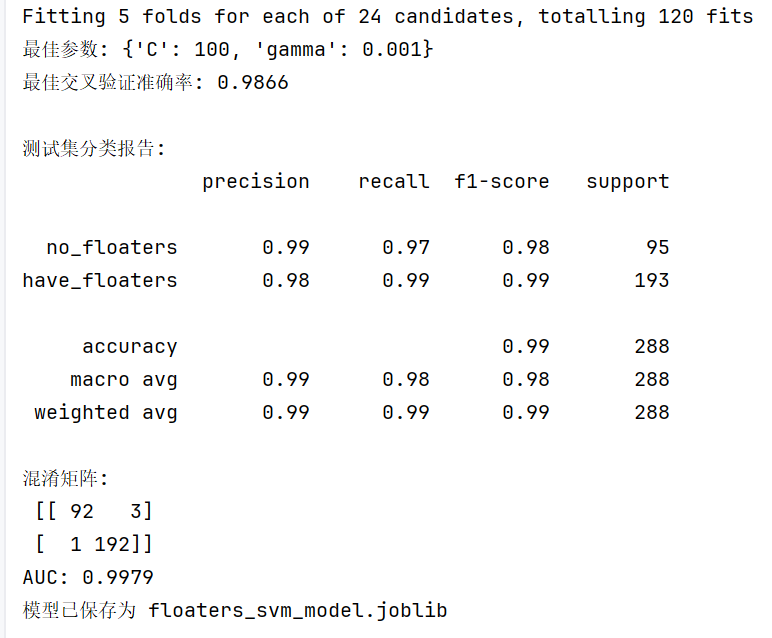 Fitting 5 folds for each of 24 candidates, totalling 120 fits
最佳参数: {'C': 100, 'gamma': 0.001}
最佳交叉验证准确率: 0.9866
测试集分类报告:
precision recall f1-score support
no_floaters 0.99 0.97 0.98 95
have_floaters 0.98 0.99 0.99 193
accuracy 0.99 288
macro avg 0.99 0.98 0.98 288
weighted avg 0.99 0.99 0.99 288
混淆矩阵:
[[ 92 3]
[ 1 192]]
AUC: 0.9979
模型已保存为 floaters_svm_model.joblib